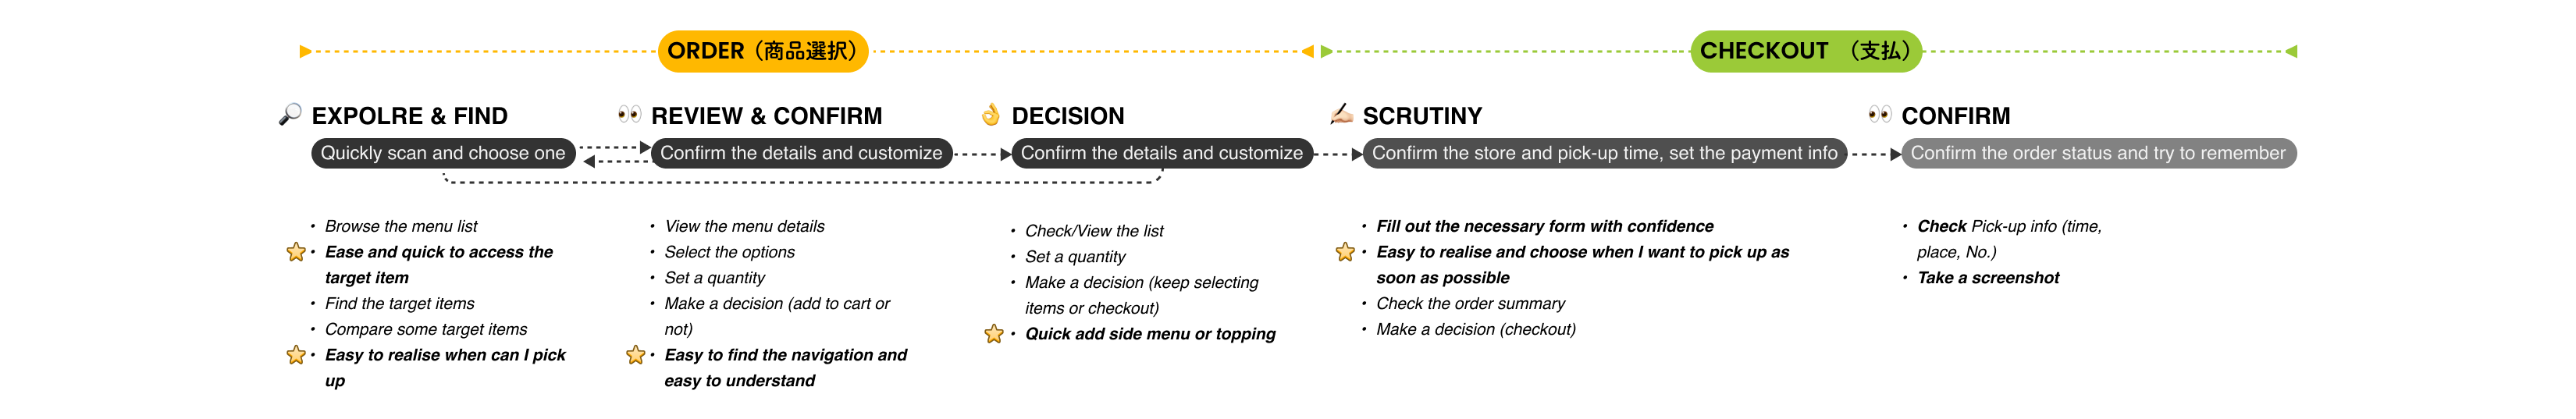 ORDER（商品選択）
CHECKOUT （支払）
EXPOLRE & FIND
Quickly scan and choose one
• Browse the menu list
• Ease and quick to access the
target item
• Find the target items
• Compare some target items
• Easy to realise when can I pick
up
REVIEW & CONFIRM
Confirm the details and customize
• View the menu details
• Select the options
• Set a quantity
• Make a decision (add to cart or
not)
• Easy to find the navigation and
easy to understand
DECISION
Confirm the details and customize
• Check/View the list
• Set a quantity
• Make a decision (keep selecting
items or checkout)
• Quick add side menu or topping
SCRUTINY
Confirm the store and pick-up time, set the payment info
• Fill out the necessary form with confidence
• Easy to realise and choose when I want to pick up as
soon as possible
• Check the order summary
• Make a decision (checkout)
CONFIRM
Confirm the order status and try to remember
• Check Pick-up info (time,
place, No.)
• Take a screenshot